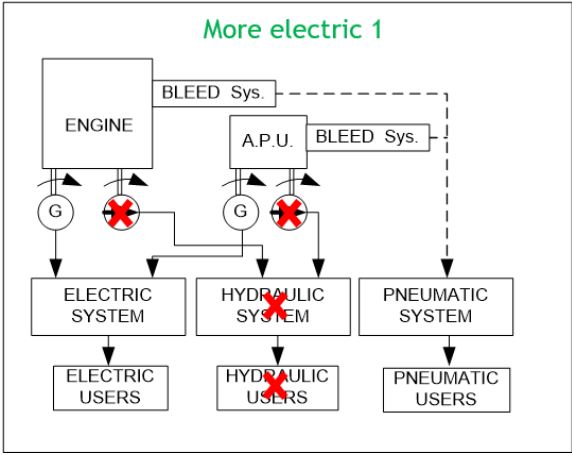 More electric 1
BLEED Sys.
ENGINE
A.P.U.
BLEED Sys.
G
G
ELECTRIC
SYSTEM
HYDRAULIC
SYSTEM
PNEUMATIC
SYSTEM
ELECTRIC
USERS
HYDRAULIC
USERS
PNEUMATIC
USERS